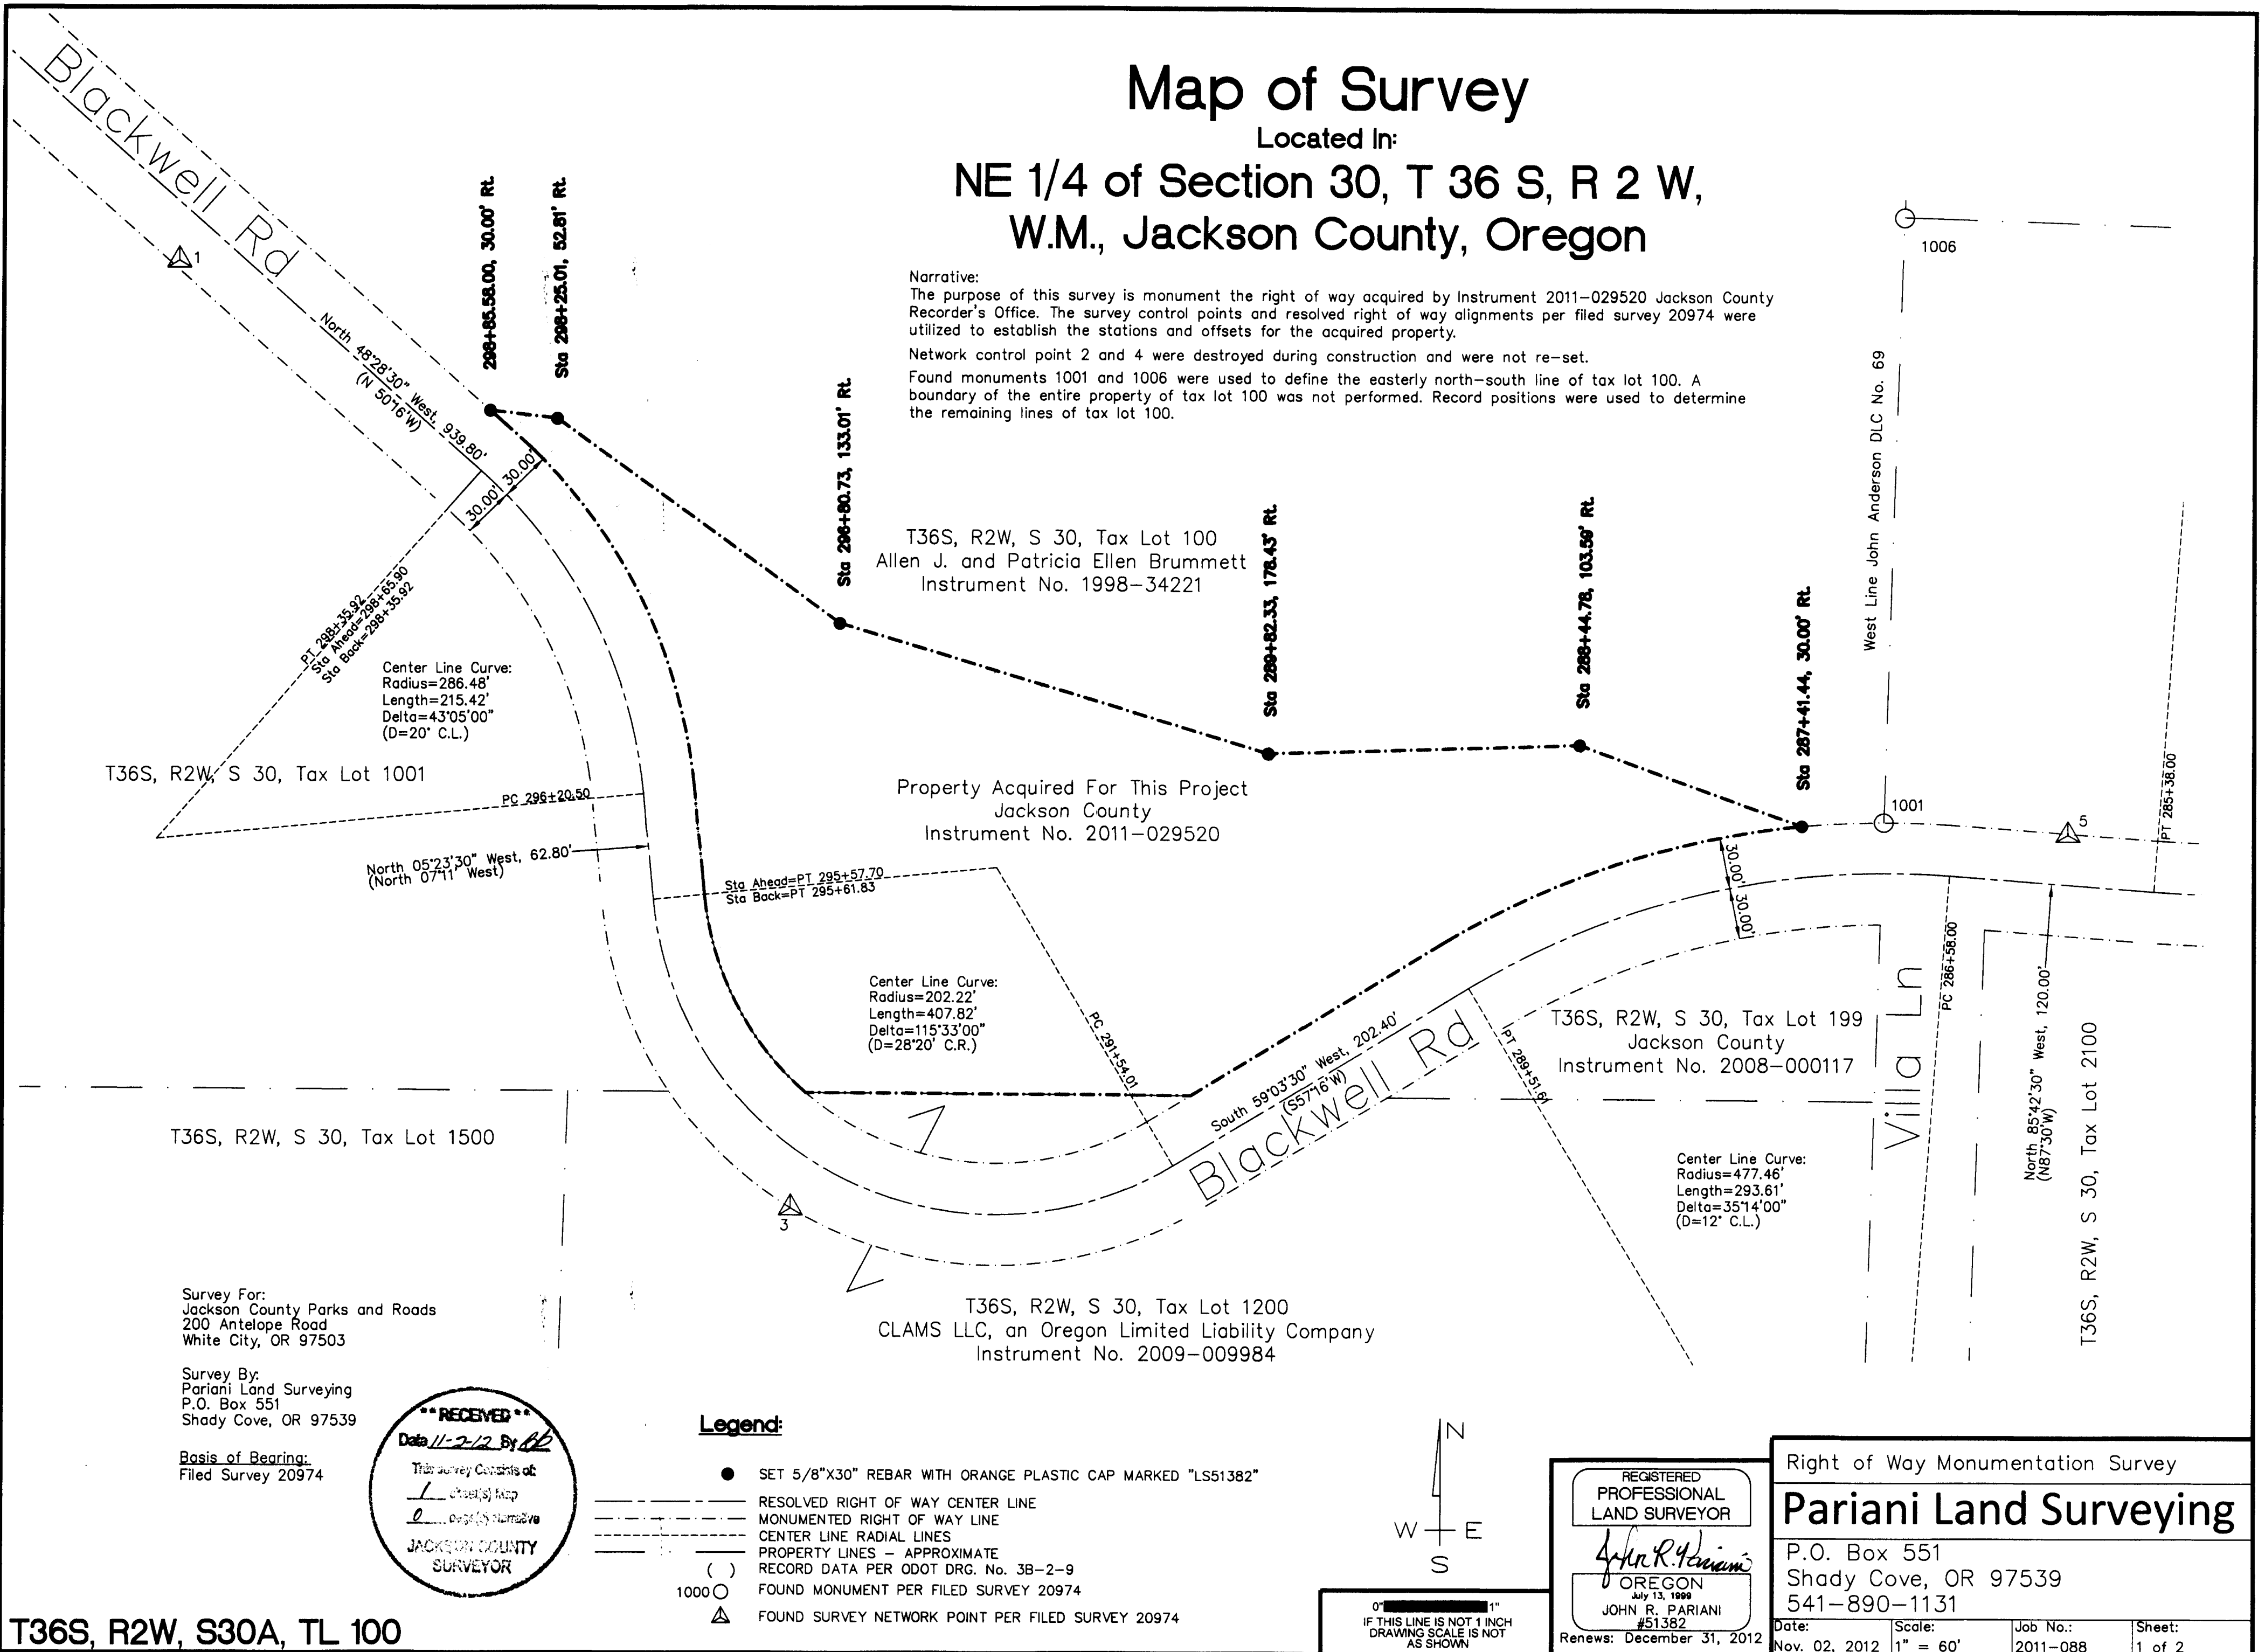 Map of Survey
Located In:
NE 1/4 of Section 30, T 36 S, R 2 W,
W.M., Jackson County, Oregon
Narrative:
The purpose of this survey is monument the right of way acquired by Instrument 2011-029520 Jackson County
Recorder's Office. The survey control points and resolved right of way alignments per filed survey 20974 were
utilized to establish the stations and offsets for the acquired property.
Network control point 2 and 4 were destroyed during construction and were not re-set.
Found monuments 1001 and 1006 were used to define the easterly north-south line of tax lot 100. A
boundary of the entire property of tax lot 100 was not performed. Record positions were used to determine
the remaining lines of tax lot 100.
Blackwell Rd
1
North 48°28'30" West, 939.80'
(N 50°16'W)
298+85.58.00, 30.00' Rt.
Sta 298+25.01, 52.81' Rt.
Sta 296+80.73, 133.01' Rt.
Sta 289+82.33, 178.43' Rt.
Sta 288+44.78, 103.59' Rt.
Sta 287+41.44, 30.00' Rt.
West Line John Anderson DLC No. 69
1006
30.00'
30.00'
T36S, R2W, S 30, Tax Lot 100
Allen J. and Patricia Ellen Brummett
Instrument No. 1998-34221
PT 298+35.92
Sta Ahead=298+65.90
Sta Back=298+35.92
Center Line Curve:
Radius=286.48'
Length=215.42'
Delta=43°05'00"
(D=20° C.L.)
T36S, R2W, S 30, Tax Lot 1001
PC 296+20.50
North 05°23'30" West, 62.80'
(North 07°11' West)
Property Acquired For This Project
Jackson County
Instrument No. 2011-029520
Sta Ahead=PT 295+57.70
Sta Back=PT 295+61.83
1001
5
PT 285+38.00
30.00'
30.00'
Center Line Curve:
Radius=202.22'
Length=407.82'
Delta=115°33'00"
(D=28°20' C.R.)
PC 291+54.01
South 59°03'30" West, 202.40'
(S57°16'W)
Blackwell Rd
PT 289+51.61
T36S, R2W, S 30, Tax Lot 199
Jackson County
Instrument No. 2008-000117
Villa Ln
PC 286+58.00
North 85°42'30" West, 120.00'
(N87°30'W)
T36S, R2W, S 30, Tax Lot 2100
T36S, R2W, S 30, Tax Lot 1500
3
Center Line Curve:
Radius=477.46'
Length=293.61'
Delta=35°14'00"
(D=12° C.L.)
T36S, R2W, S 30, Tax Lot 1200
CLAMS LLC, an Oregon Limited Liability Company
Instrument No. 2009-009984
Survey For:
Jackson County Parks and Roads
200 Antelope Road
White City, OR 97503
Survey By:
Pariani Land Surveying
P.O. Box 551
Shady Cove, OR 97539
Basis of Bearing:
Filed Survey 20974
** RECEIVED **
Date 11-2-12 By
This survey Consists of:
1 sheet(s) Map
0 page(s) Narrative
JACKSON COUNTY
SURVEYOR
Legend:
SET 5/8"X30" REBAR WITH ORANGE PLASTIC CAP MARKED "LS51382"
RESOLVED RIGHT OF WAY CENTER LINE
MONUMENTED RIGHT OF WAY LINE
CENTER LINE RADIAL LINES
PROPERTY LINES - APPROXIMATE
( ) RECORD DATA PER ODOT DRG. No. 3B-2-9
1000 FOUND MONUMENT PER FILED SURVEY 20974
FOUND SURVEY NETWORK POINT PER FILED SURVEY 20974
N
W E
S
0" 1"
IF THIS LINE IS NOT 1 INCH
DRAWING SCALE IS NOT
AS SHOWN
REGISTERED
PROFESSIONAL
LAND SURVEYOR
John R. Pariani
OREGON
July 13, 1999
JOHN R. PARIANI
#51382
Renews: December 31, 2012
Right of Way Monumentation Survey
Pariani Land Surveying
P.O. Box 551
Shady Cove, OR 97539
541-890-1131
Date: Scale: Job No.: Sheet:
Nov. 02, 2012 1" = 60' 2011-088 1 of 2
T36S, R2W, S30A, TL 100